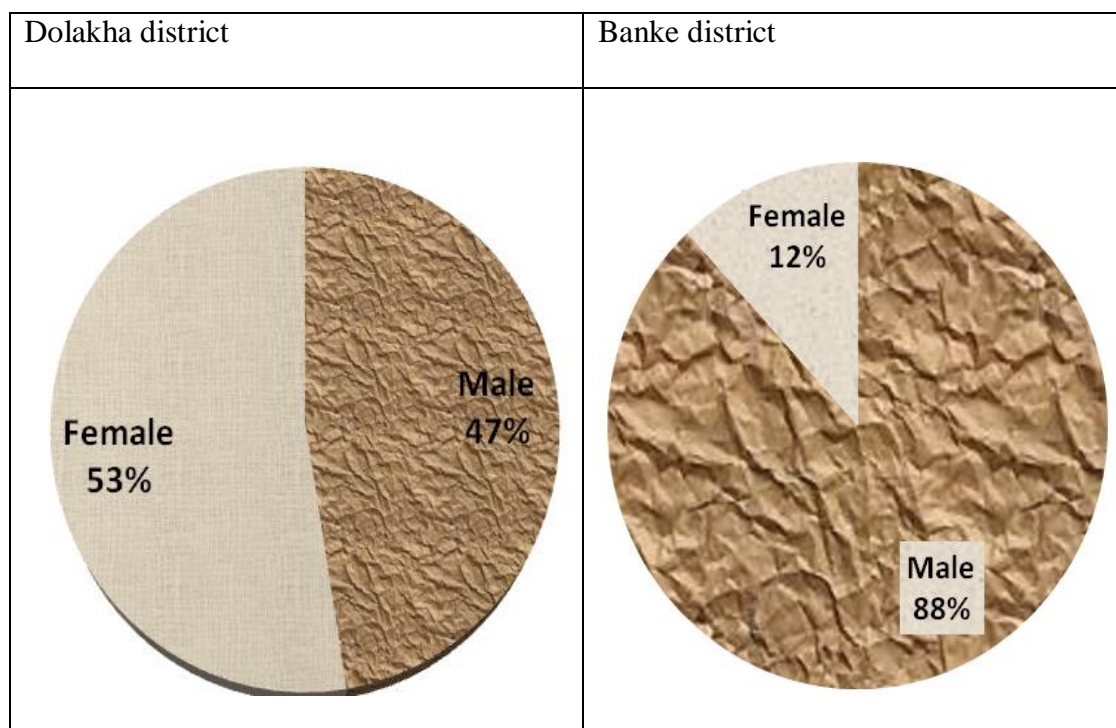 Dolakha district
Banke district
Female
53%
Male
47%
Female
12%
Male
88%